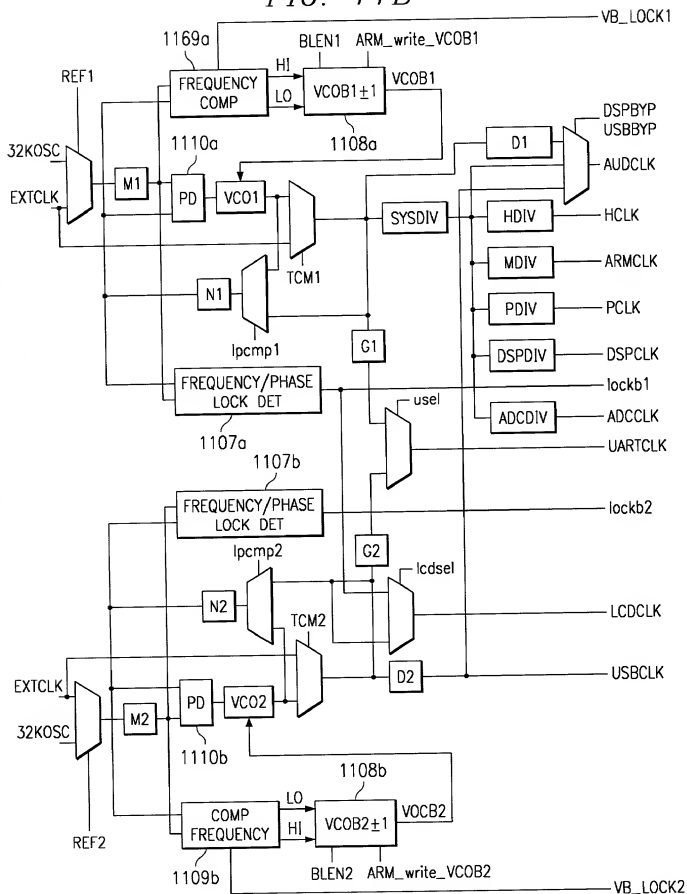 FIG. 11B
VB_LOCK1
BLEN1
ARM_write_VCOB1
1169a
REF1
FREQUENCY
COMP
HI
LO
VCOB1±1
VCOB1
1108a
1110a
32KOSC
EXTCLK
M1
PD
VCO1
TCM1
N1
lpcmp1
D1
DSPBYP
USBBYP
AUDCLK
SYSDIV
HDIV
HCLK
MDIV
ARMCLK
PDIV
PCLK
DSPDIV
DSPCLK
G1
FREQUENCY/PHASE
LOCK DET
1107a
lockb1
usel
ADCDIV
ADCCLK
UARTCLK
1107b
FREQUENCY/PHASE
LOCK DET
lockb2
G2
lpcmp2
N2
lcdsel
LCDCLK
TCM2
EXTCLK
32KOSC
M2
PD
VCO2
D2
USBCLK
1110b
REF2
1108b
COMP
FREQUENCY
LO
HI
VCOB2±1
VOCB2
1109b
BLEN2
ARM_write_VCOB2
VB_LOCK2